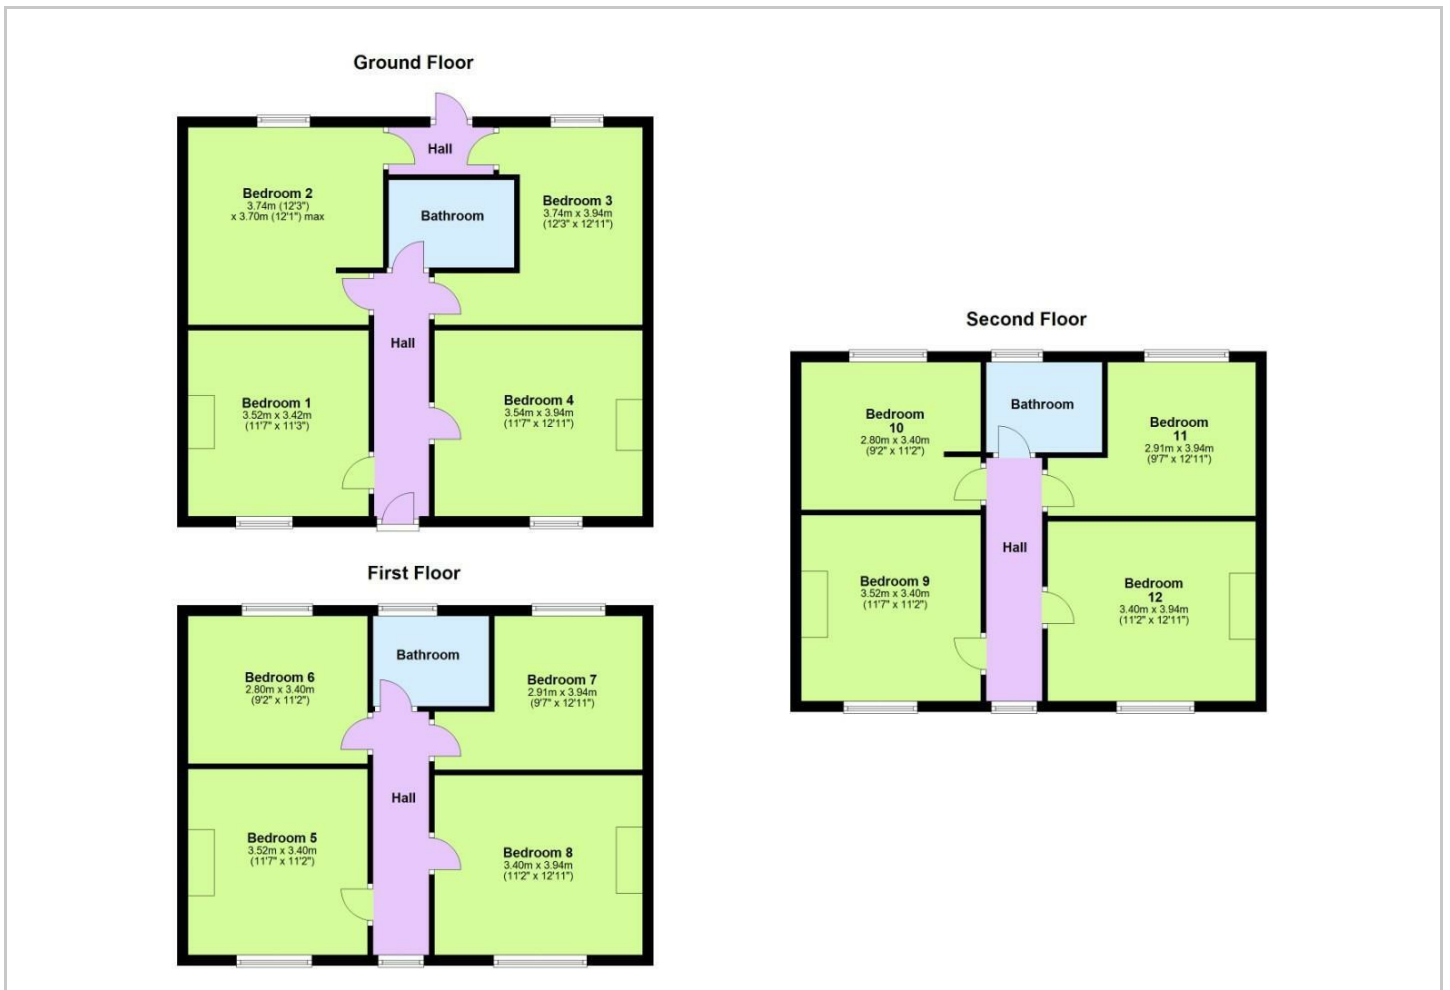 Ground Floor
Hall
Bedroom 2
3.74m (12'3")
x 3.70m (12'1") max
Bathroom
Bedroom 3
3.74m x 3.94m
(12'3" x 12'11")
Hall
Bedroom 1
3.52m x 3.42m
(11'7" x 11'3")
Bedroom 4
3.54m x 3.94m
(11'7" x 12'11")
First Floor
Bathroom
Bedroom 6
2.80m x 3.40m
(9'2" x 11'2")
Bedroom 7
2.91m x 3.94m
(9'7" x 12'11")
Hall
Bedroom 5
3.52m x 3.40m
(11'7" x 11'2")
Bedroom 8
3.40m x 3.94m
(11'2" x 12'11")
Second Floor
Bathroom
Bedroom
10
2.80m x 3.40m
(9'2" x 11'2")
Bedroom
11
2.91m x 3.94m
(9'7" x 12'11")
Hall
Bedroom 9
3.52m x 3.40m
(11'7" x 11'2")
Bedroom
12
3.40m x 3.94m
(11'2" x 12'11")